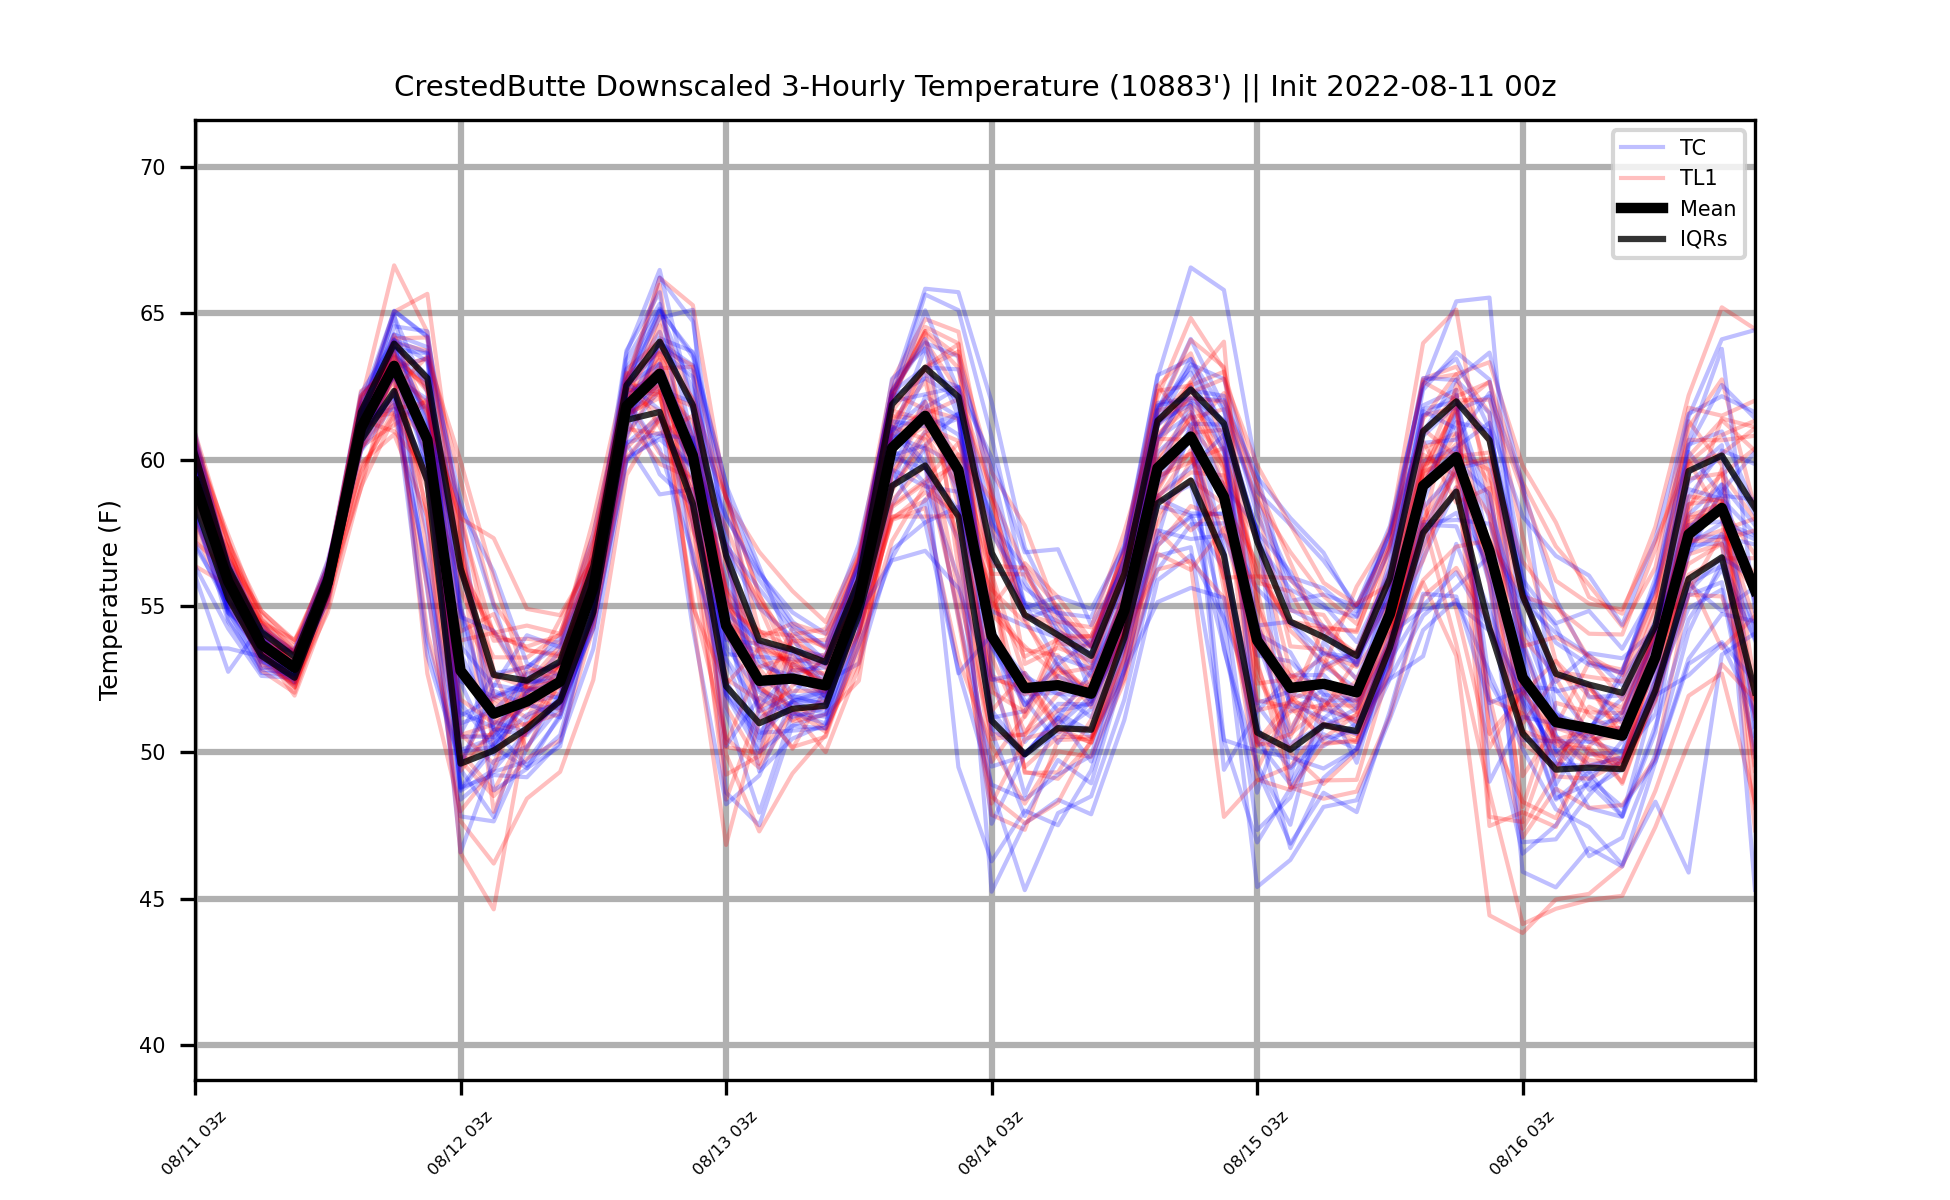 CrestedButte Downscaled 3-Hourly Temperature (10883') || Init 2022-08-11 00z
TC
TL1
Mean
IQRs
Temperature (F)
70
65
60
55
50
45
40
08/11 03z
08/12 03z
08/13 03z
08/14 03z
08/15 03z
08/16 03z